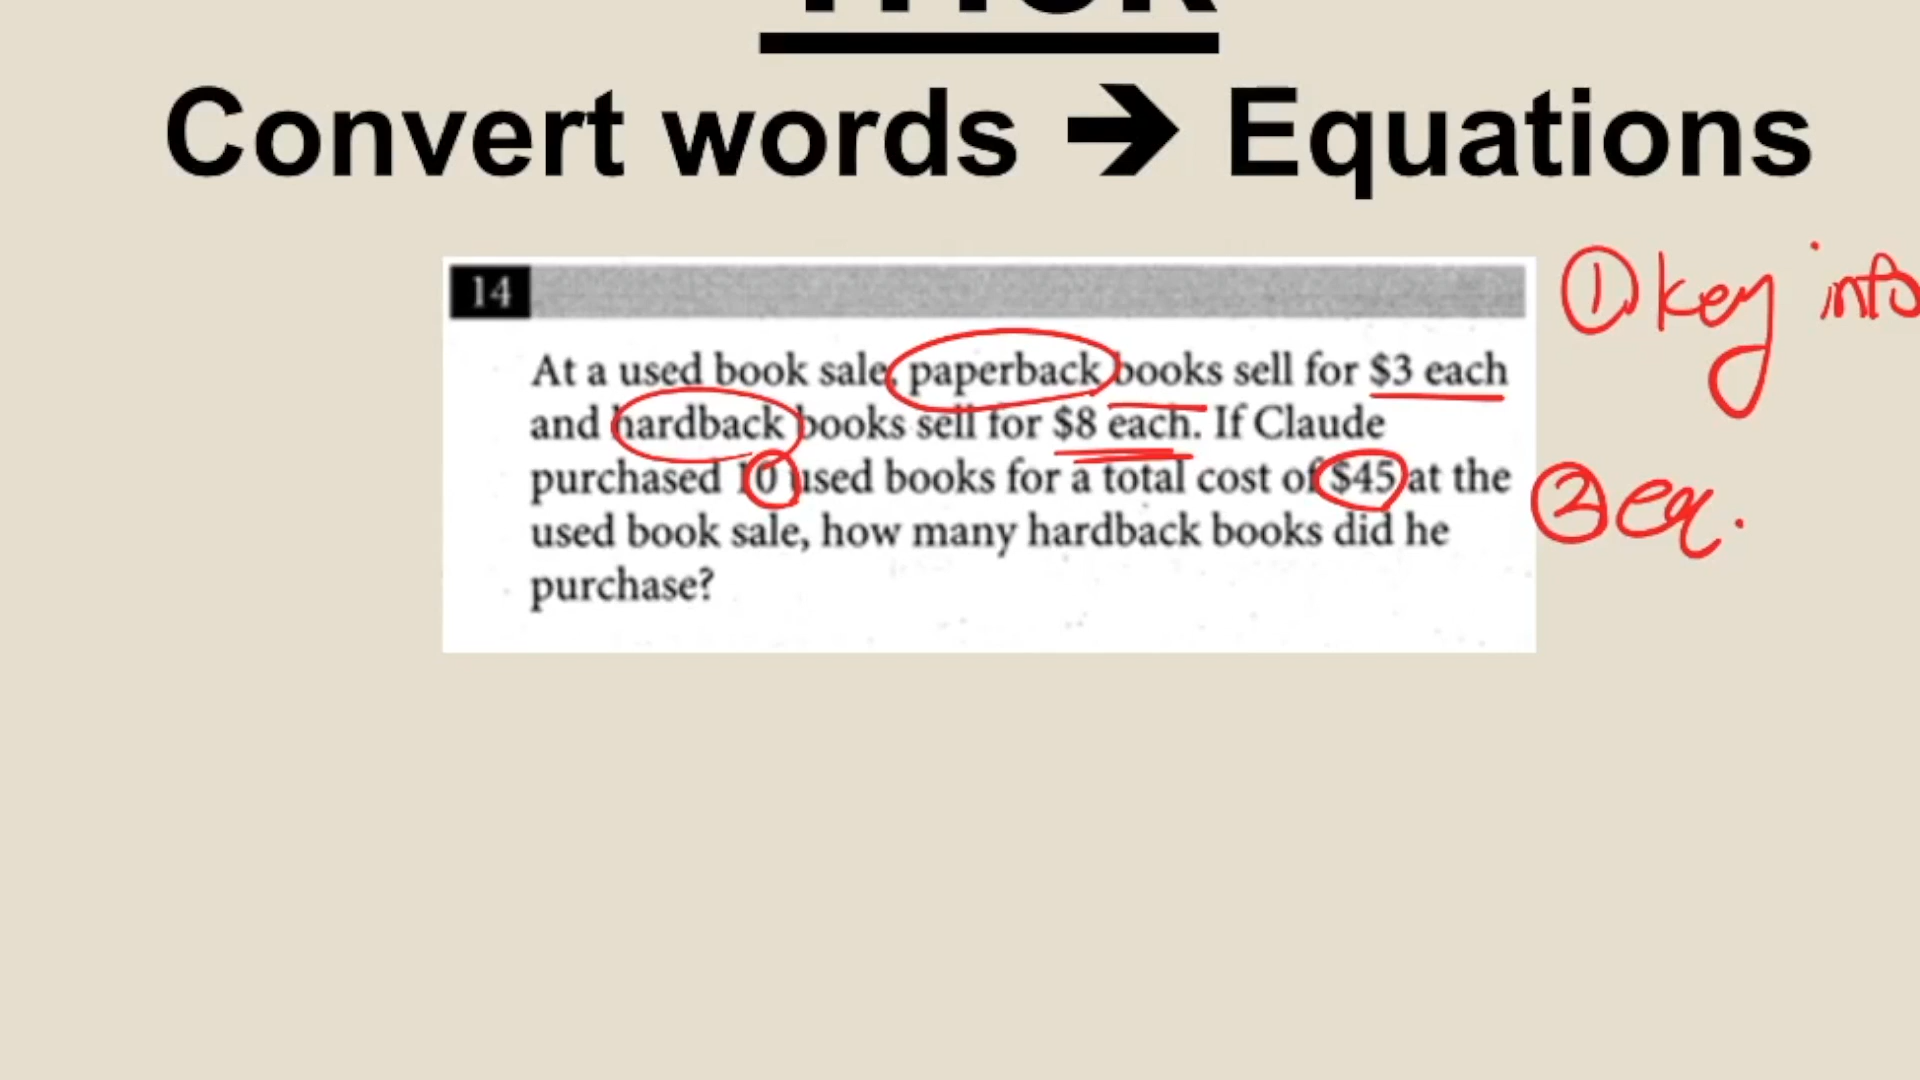 Convert words → Equations
14
① key info
At a used book sale, paperback books sell for $3 each
and hardback books sell for $8 each. If Claude
purchased 10 used books for a total cost of $45 at the
② eq.
used book sale, how many hardback books did he
purchase?